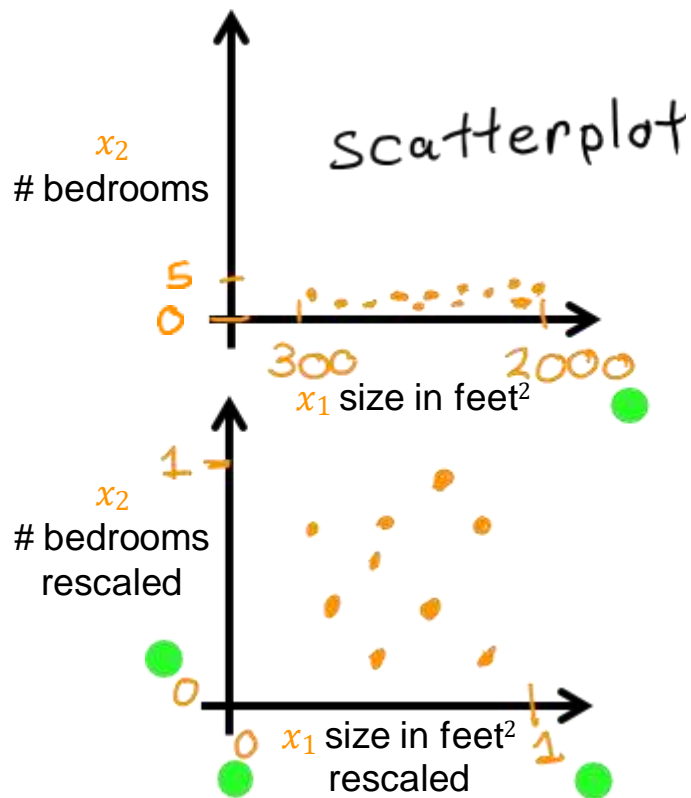 scatterplot
x₂
# bedrooms
5
0
300
2000
x₁ size in feet²
1
x₂
# bedrooms
rescaled
0
0
x₁ size in feet²
rescaled
1